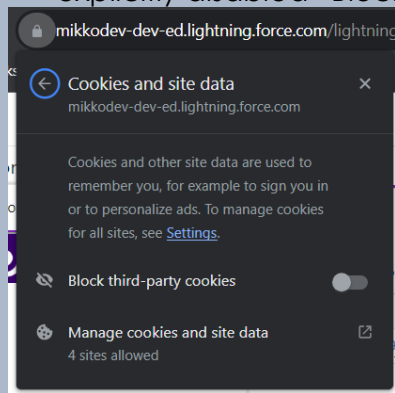 mikkodev-dev-ed.lightning.force.com/lightning
Cookies and site data
mikkodev-dev-ed.lightning.force.com
Cookies and other site data are used to
remember you, for example to sign you in
or to personalize ads. To manage cookies
for all sites, see Settings.
Block third-party cookies
Manage cookies and site data
4 sites allowed